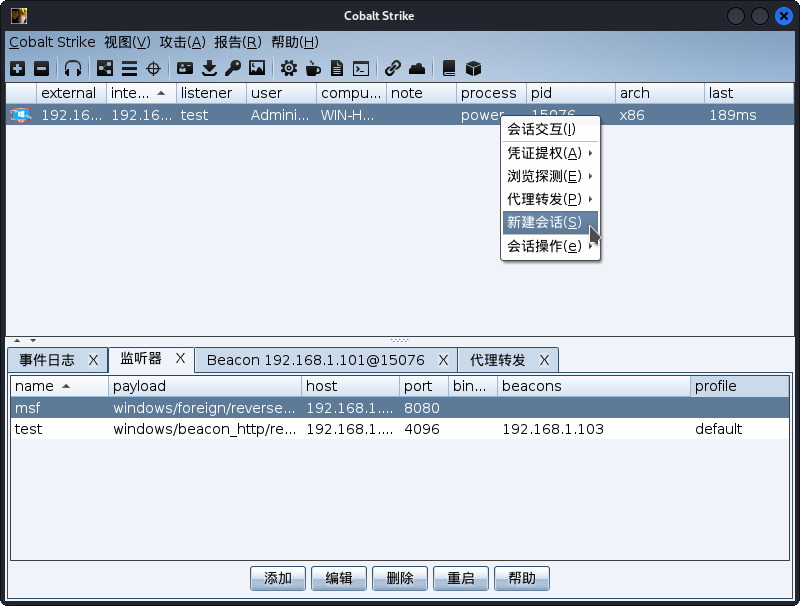 Cobalt Strike
Cobalt Strike 视图(V) 攻击(A) 报告(R) 帮助(H)
external inte... listener user compu... note process pid arch last
192.16... 192.16... test Admini... WIN-H... power 15076 x86 189ms
会话交互(I)
凭证提权(A)
浏览探测(E)
代理转发(P)
新建会话(S)
会话操作(e)
事件日志 X 监听器 X Beacon 192.168.1.101@15076 X 代理转发 X
name payload host port bin... beacons profile
msf windows/foreign/reverse... 192.168.1.... 8080
test windows/beacon_http/re... 192.168.1.... 4096 192.168.1.103 default
添加 编辑 删除 重启 帮助